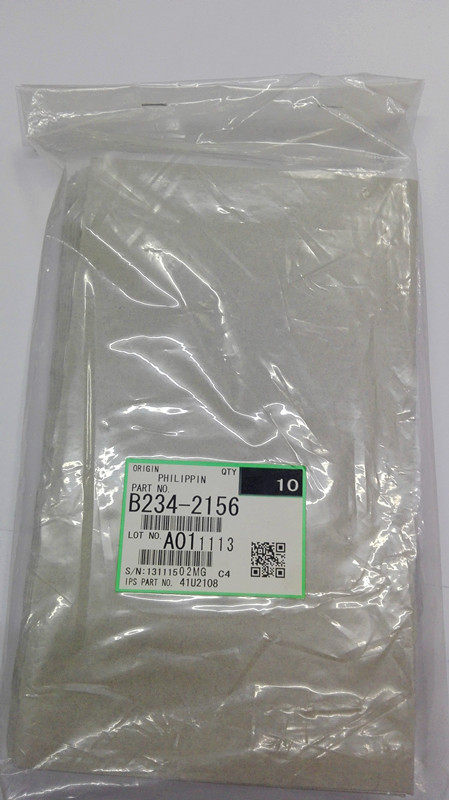 ORIGIN QTY
PHILIPPIN 10
PART NO.
B234-2156
LOT NO. A011113
S/N:13111502MG C4
IPS PART NO. 41U2108